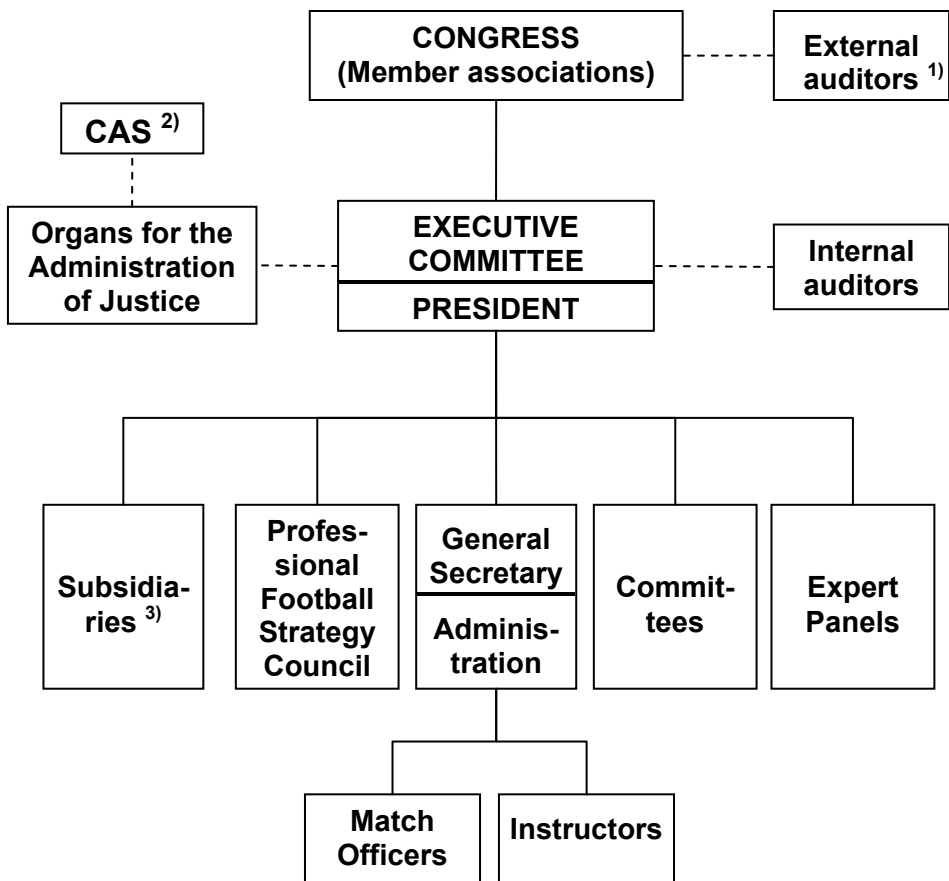 CONGRESS
(Member associations)
External
auditors 1)
CAS 2)
Organs for the
Administration
of Justice
EXECUTIVE
COMMITTEE
PRESIDENT
Internal
auditors
Subsidia-
ries 3)
Profes-
sional
Football
Strategy
Council
General
Secretary
Adminis-
tration
Commit-
tees
Expert
Panels
Match
Officers
Instructors